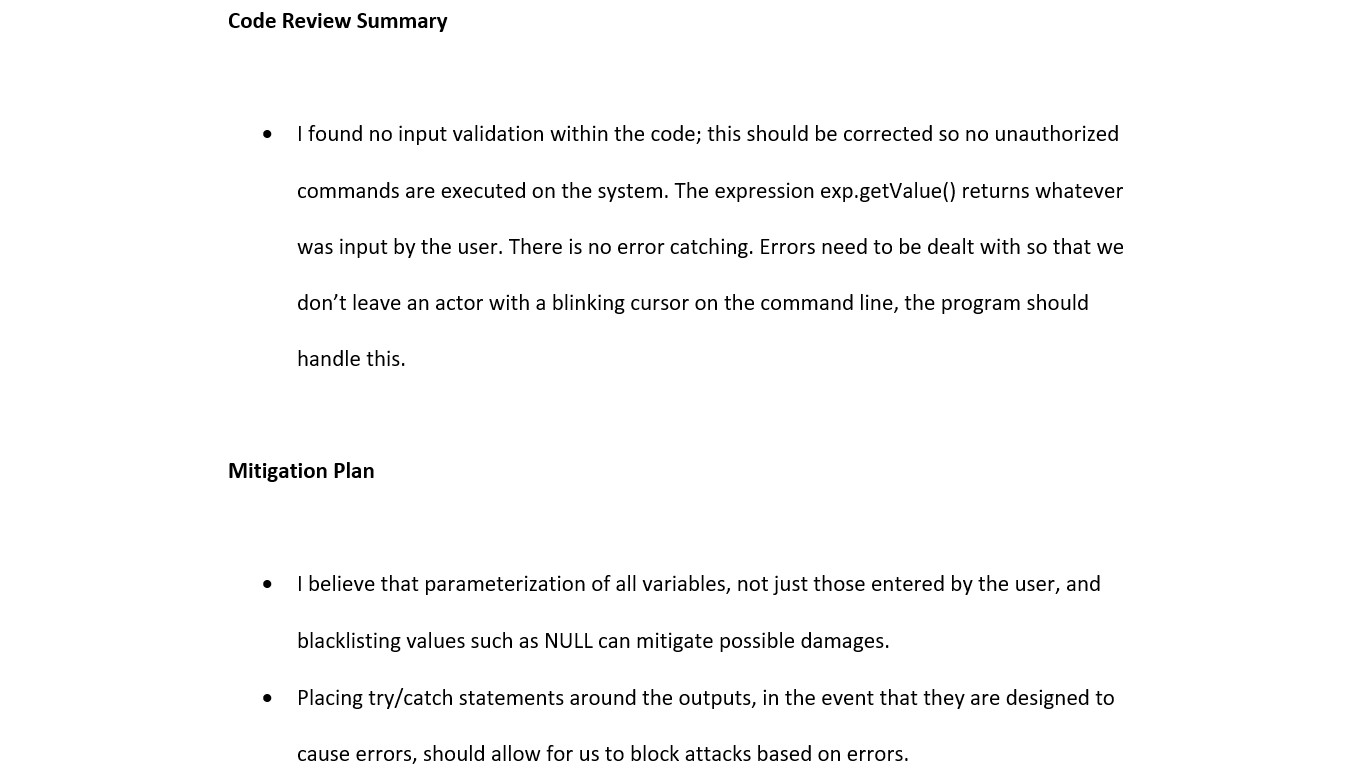 Code Review Summary
• I found no input validation within the code; this should be corrected so no unauthorized
commands are executed on the system. The expression exp.getValue() returns whatever
was input by the user. There is no error catching. Errors need to be dealt with so that we
don’t leave an actor with a blinking cursor on the command line, the program should
handle this.
Mitigation Plan
• I believe that parameterization of all variables, not just those entered by the user, and
blacklisting values such as NULL can mitigate possible damages.
• Placing try/catch statements around the outputs, in the event that they are designed to
cause errors, should allow for us to block attacks based on errors.